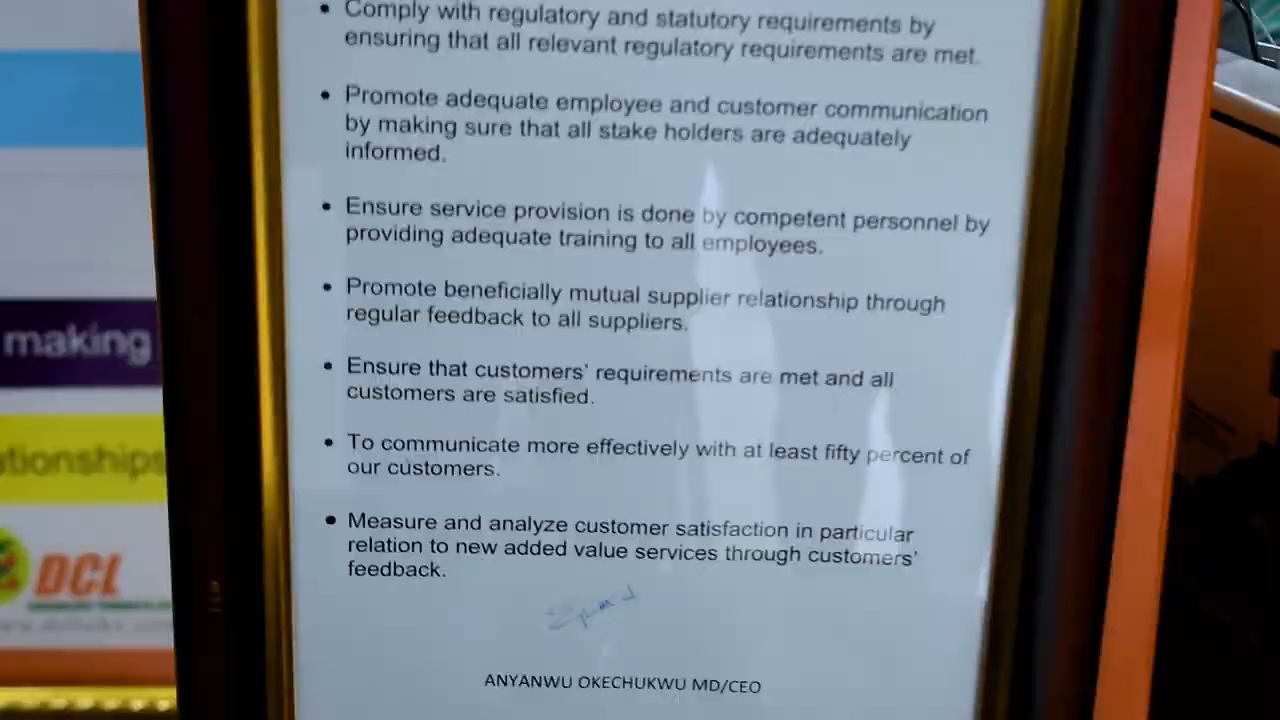 • Comply with regulatory and statutory requirements by
ensuring that all relevant regulatory requirements are met.
• Promote adequate employee and customer communication
by making sure that all stake holders are adequately
informed.
• Ensure service provision is done by competent personnel by
providing adequate training to all employees.
• Promote beneficially mutual supplier relationship through
regular feedback to all suppliers.
• Ensure that customers' requirements are met and all
customers are satisfied.
• To communicate more effectively with at least fifty percent of
our customers.
• Measure and analyze customer satisfaction in particular
relation to new added value services through customers'
feedback.
ANYANWU OKECHUKWU MD/CEO
making
ationships
DCL